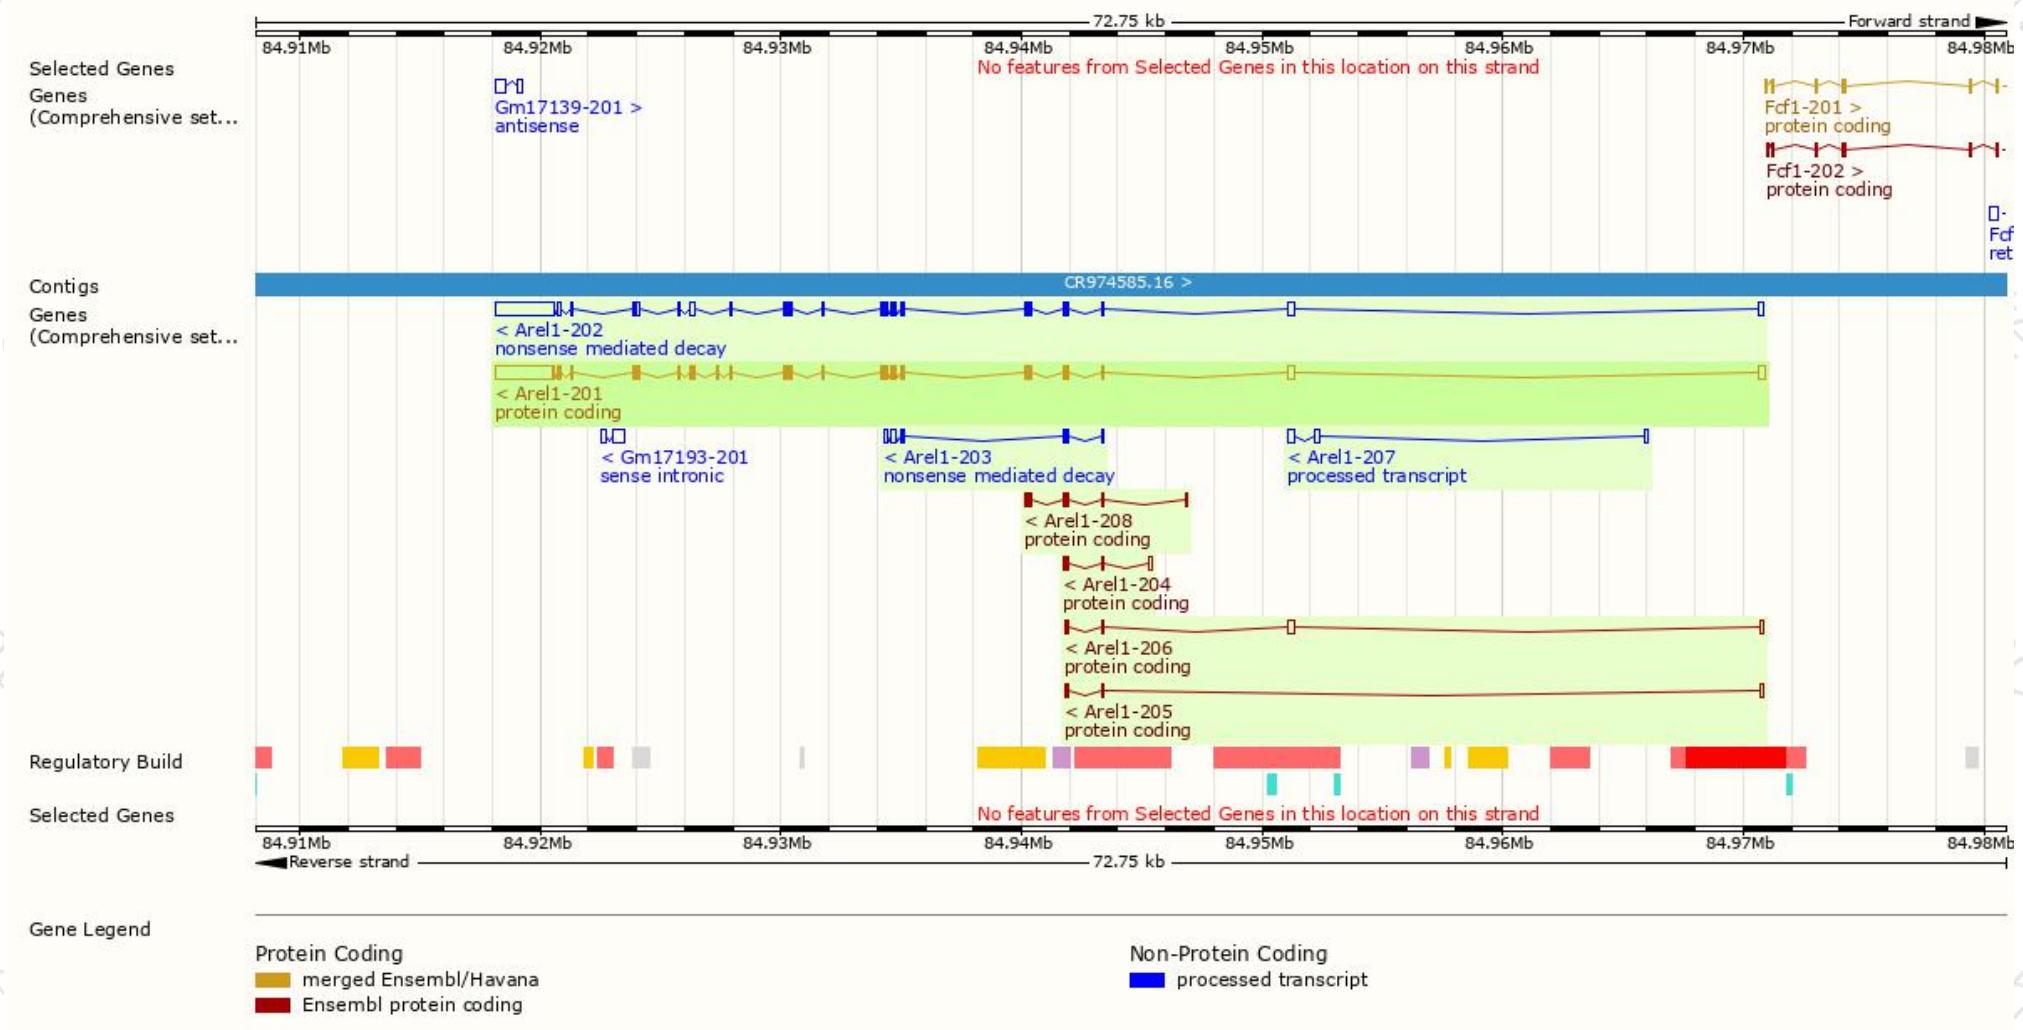 72.75 kb
Forward strand
84.91Mb 84.92Mb 84.93Mb 84.94Mb 84.95Mb 84.96Mb 84.97Mb 84.98Mb
Selected Genes
No features from Selected Genes in this location on this strand
Genes
(Comprehensive set...
Gm17139-201 >
antisense
Fcf1-201 >
protein coding
Fcf1-202 >
protein coding
Fcf
ret
Contigs
CR974585.16 >
Genes
(Comprehensive set...
< Arel1-202
nonsense mediated decay
< Arel1-201
protein coding
< Gm17193-201
sense intronic
< Arel1-203
nonsense mediated decay
< Arel1-207
processed transcript
< Arel1-208
protein coding
< Arel1-204
protein coding
< Arel1-206
protein coding
< Arel1-205
protein coding
Regulatory Build
Selected Genes
No features from Selected Genes in this location on this strand
84.91Mb 84.92Mb 84.93Mb 84.94Mb 84.95Mb 84.96Mb 84.97Mb 84.98Mb
Reverse strand
72.75 kb
Gene Legend
Protein Coding
merged Ensembl/Havana
Ensembl protein coding
Non-Protein Coding
processed transcript